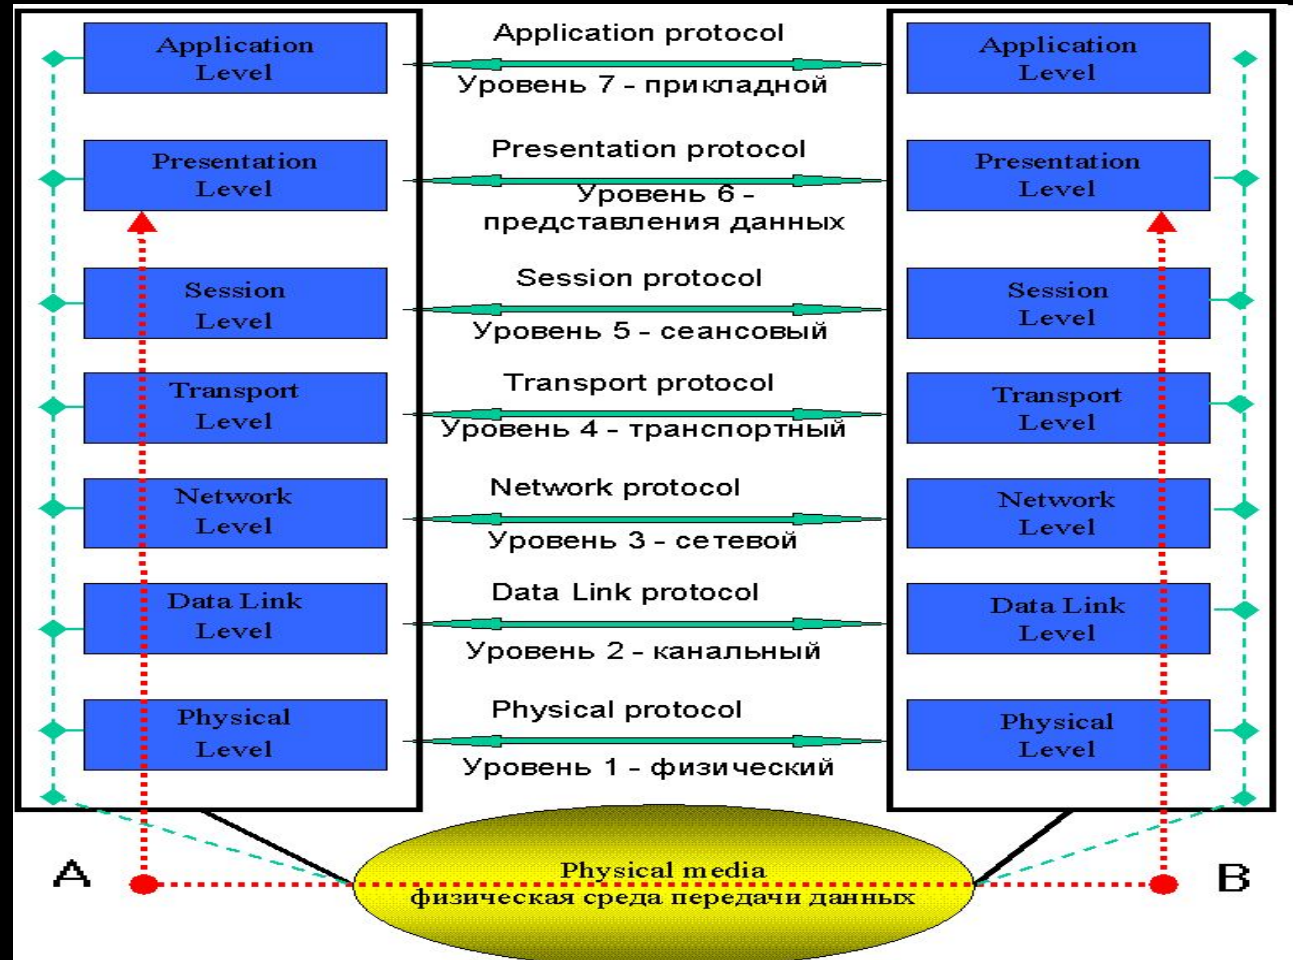 Application
Level
Application protocol
Уровень 7 - прикладной
Application
Level
Presentation
Level
Presentation protocol
Уровень 6 -
представления данных
Presentation
Level
Session
Level
Session protocol
Уровень 5 - сеансовый
Session
Level
Transport
Level
Transport protocol
Уровень 4 - транспортный
Transport
Level
Network
Level
Network protocol
Уровень 3 - сетевой
Network
Level
Data Link
Level
Data Link protocol
Уровень 2 - канальный
Data Link
Level
Physical
Level
Physical protocol
Уровень 1 - физический
Physical
Level
A
Physical media
физическая среда передачи данных
B